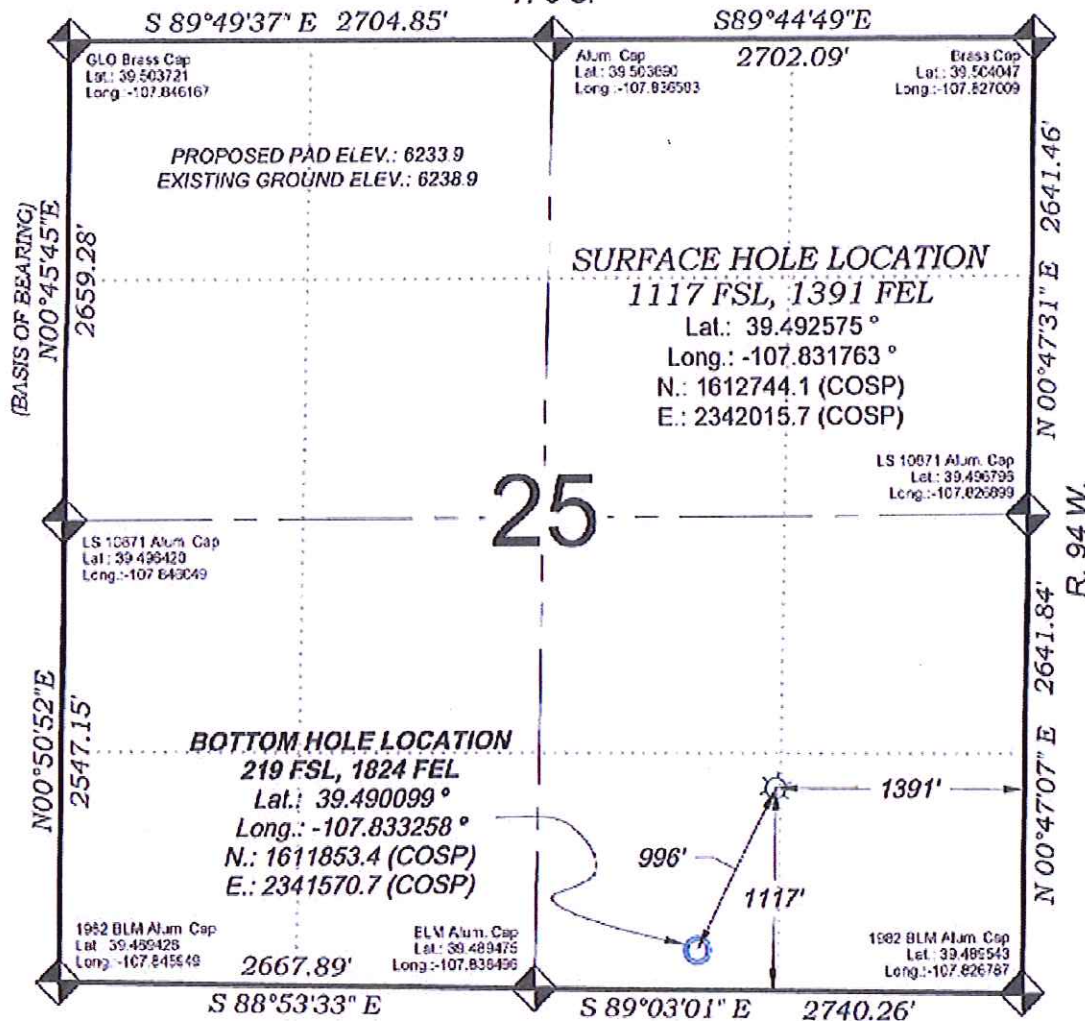 S 89°49'37" E 2704.85'
S89°44'49"E
2702.09'
GLO Brass Cap
Lat.: 39.503721
Long.:-107.846167
Alum. Cap
Long.:-107.836503
Brass Cap
Lat.: 39.504047
Long.:-107.827009
PROPOSED PAD ELEV.: 6233.9
EXISTING GROUND ELEV.: 6238.9
(BASIS OF BEARING)
N00°45'45"E
2659.28'
N 00°47'31" E 2641.46'
SURFACE HOLE LOCATION
1117 FSL, 1391 FEL
Lat.: 39.492575 °
Long.: -107.831763 °
N.: 1612744.1 (COSP)
E.: 2342015.7 (COSP)
LS 10871 Alum. Cap
Lat.: 39.496796
Long.:-107.826899
25
R. 94 W.
LS 10871 Alum. Cap
Lat.: 39.496420
Long.:-107.846049
N00°50'52"E
2547.15'
N 00°47'07" E 2641.84'
BOTTOM HOLE LOCATION
219 FSL, 1824 FEL
Lat.: 39.490099 °
Long.: -107.833258 °
N.: 1611853.4 (COSP)
E.: 2341570.7 (COSP)
1391'
996'
1117'
1982 BLM Alum. Cap
Lat.: 39.489426
BLM Alum. Cap
Lat.: 39.489475
Long.:-107.836496
1982 BLM Alum. Cap
Lat.: 39.489543
Long.:-107.826787
2667.89'
S 88°53'33" E
S 89°03'01" E 2740.26'